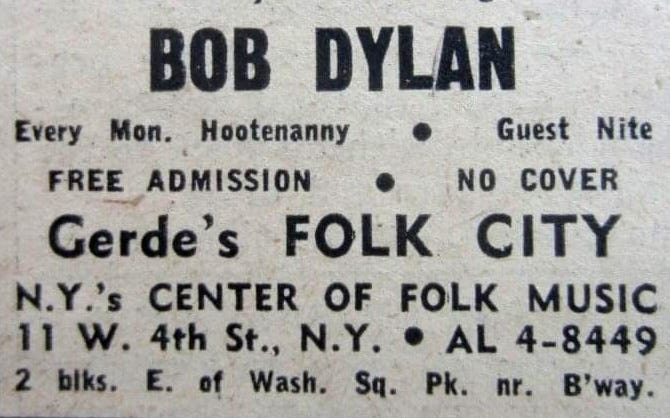 BOB DYLAN
Every Mon. Hootenanny • Guest Nite
FREE ADMISSION • NO COVER
Gerde's FOLK CITY
N.Y.'s CENTER OF FOLK MUSIC
11 W. 4th St., N.Y. • AL 4-8449
2 blks. E. of Wash. Sq. Pk. nr. B'way.